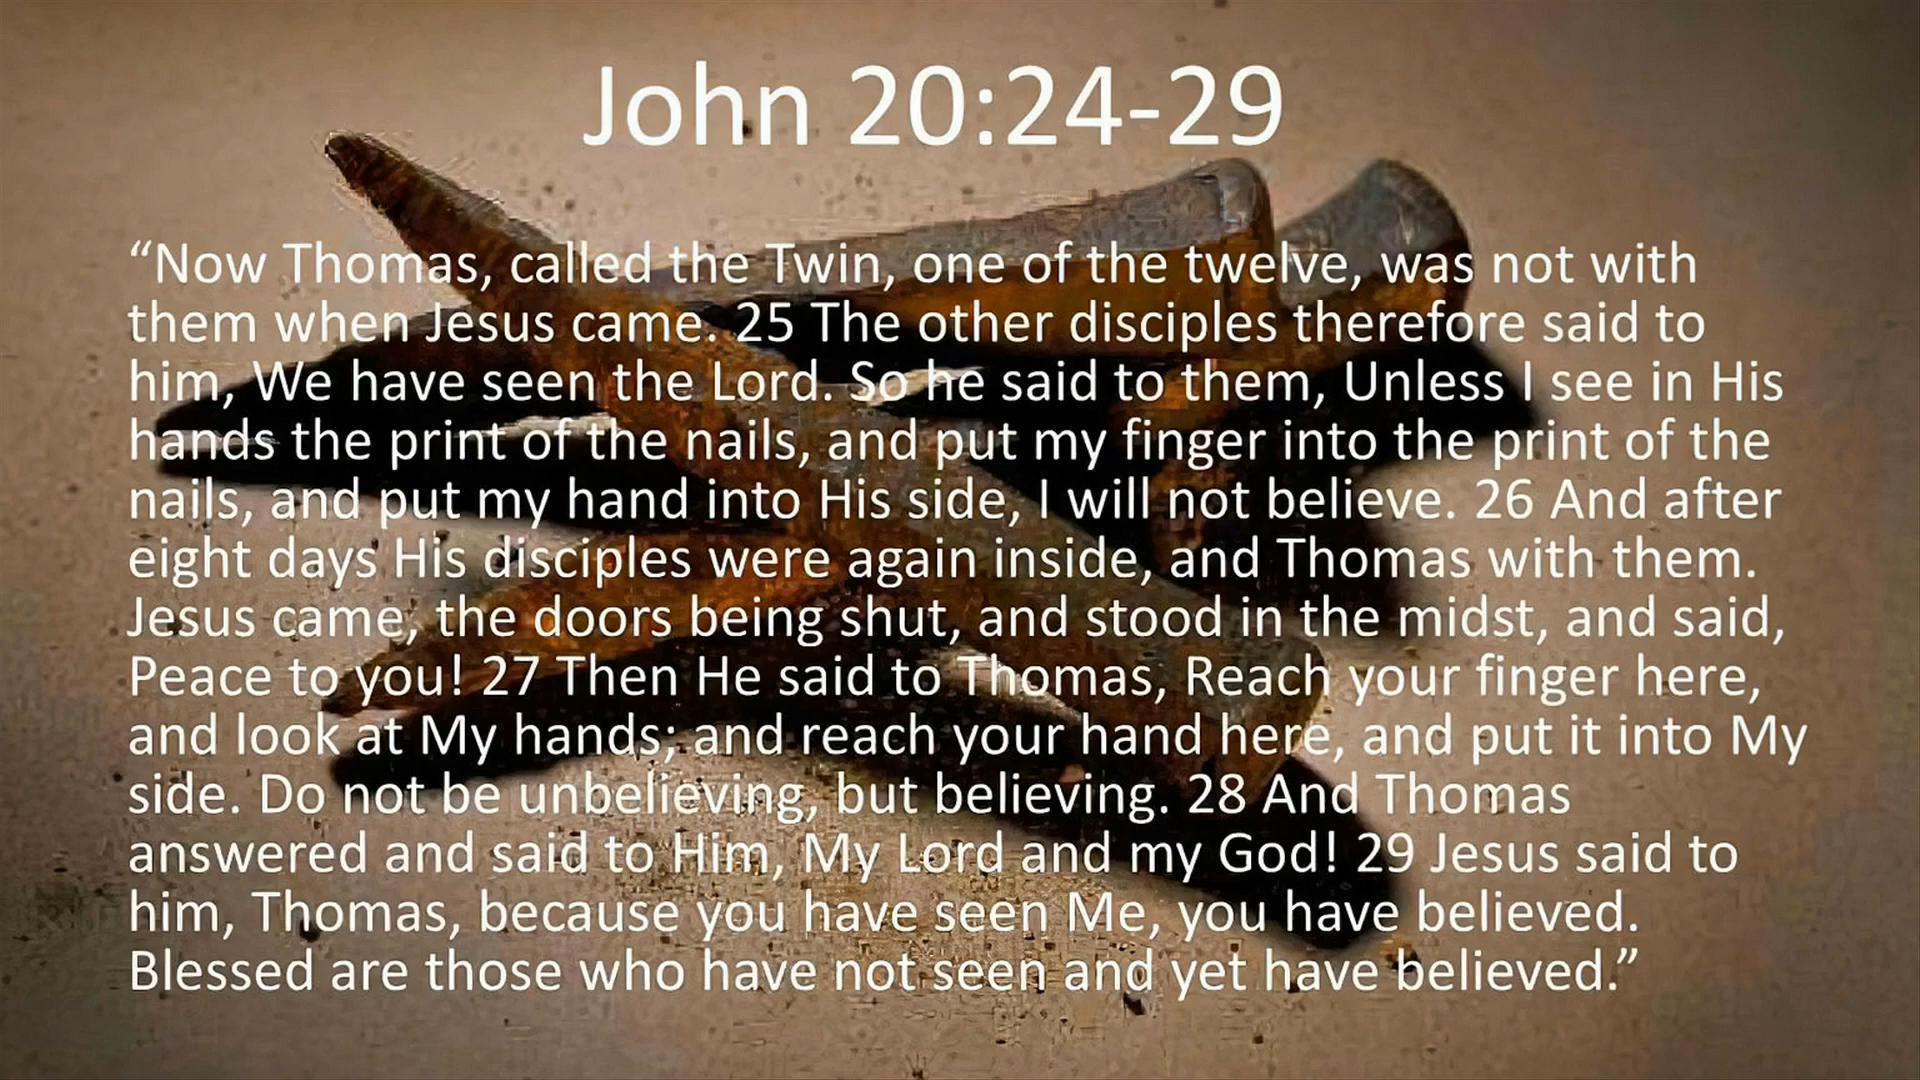 John 20:24-29
“Now Thomas, called the Twin, one of the twelve, was not with
them when Jesus came. 25 The other disciples therefore said to
him, We have seen the Lord. So he said to them, Unless I see in His
hands the print of the nails, and put my finger into the print of the
nails, and put my hand into His side, I will not believe. 26 And after
eight days His disciples were again inside, and Thomas with them.
Jesus came, the doors being shut, and stood in the midst, and said,
Peace to you! 27 Then He said to Thomas, Reach your finger here,
and look at My hands; and reach your hand here, and put it into My
side. Do not be unbelieving, but believing. 28 And Thomas
answered and said to Him, My Lord and my God! 29 Jesus said to
him, Thomas, because you have seen Me, you have believed.
Blessed are those who have not seen and yet have believed.”